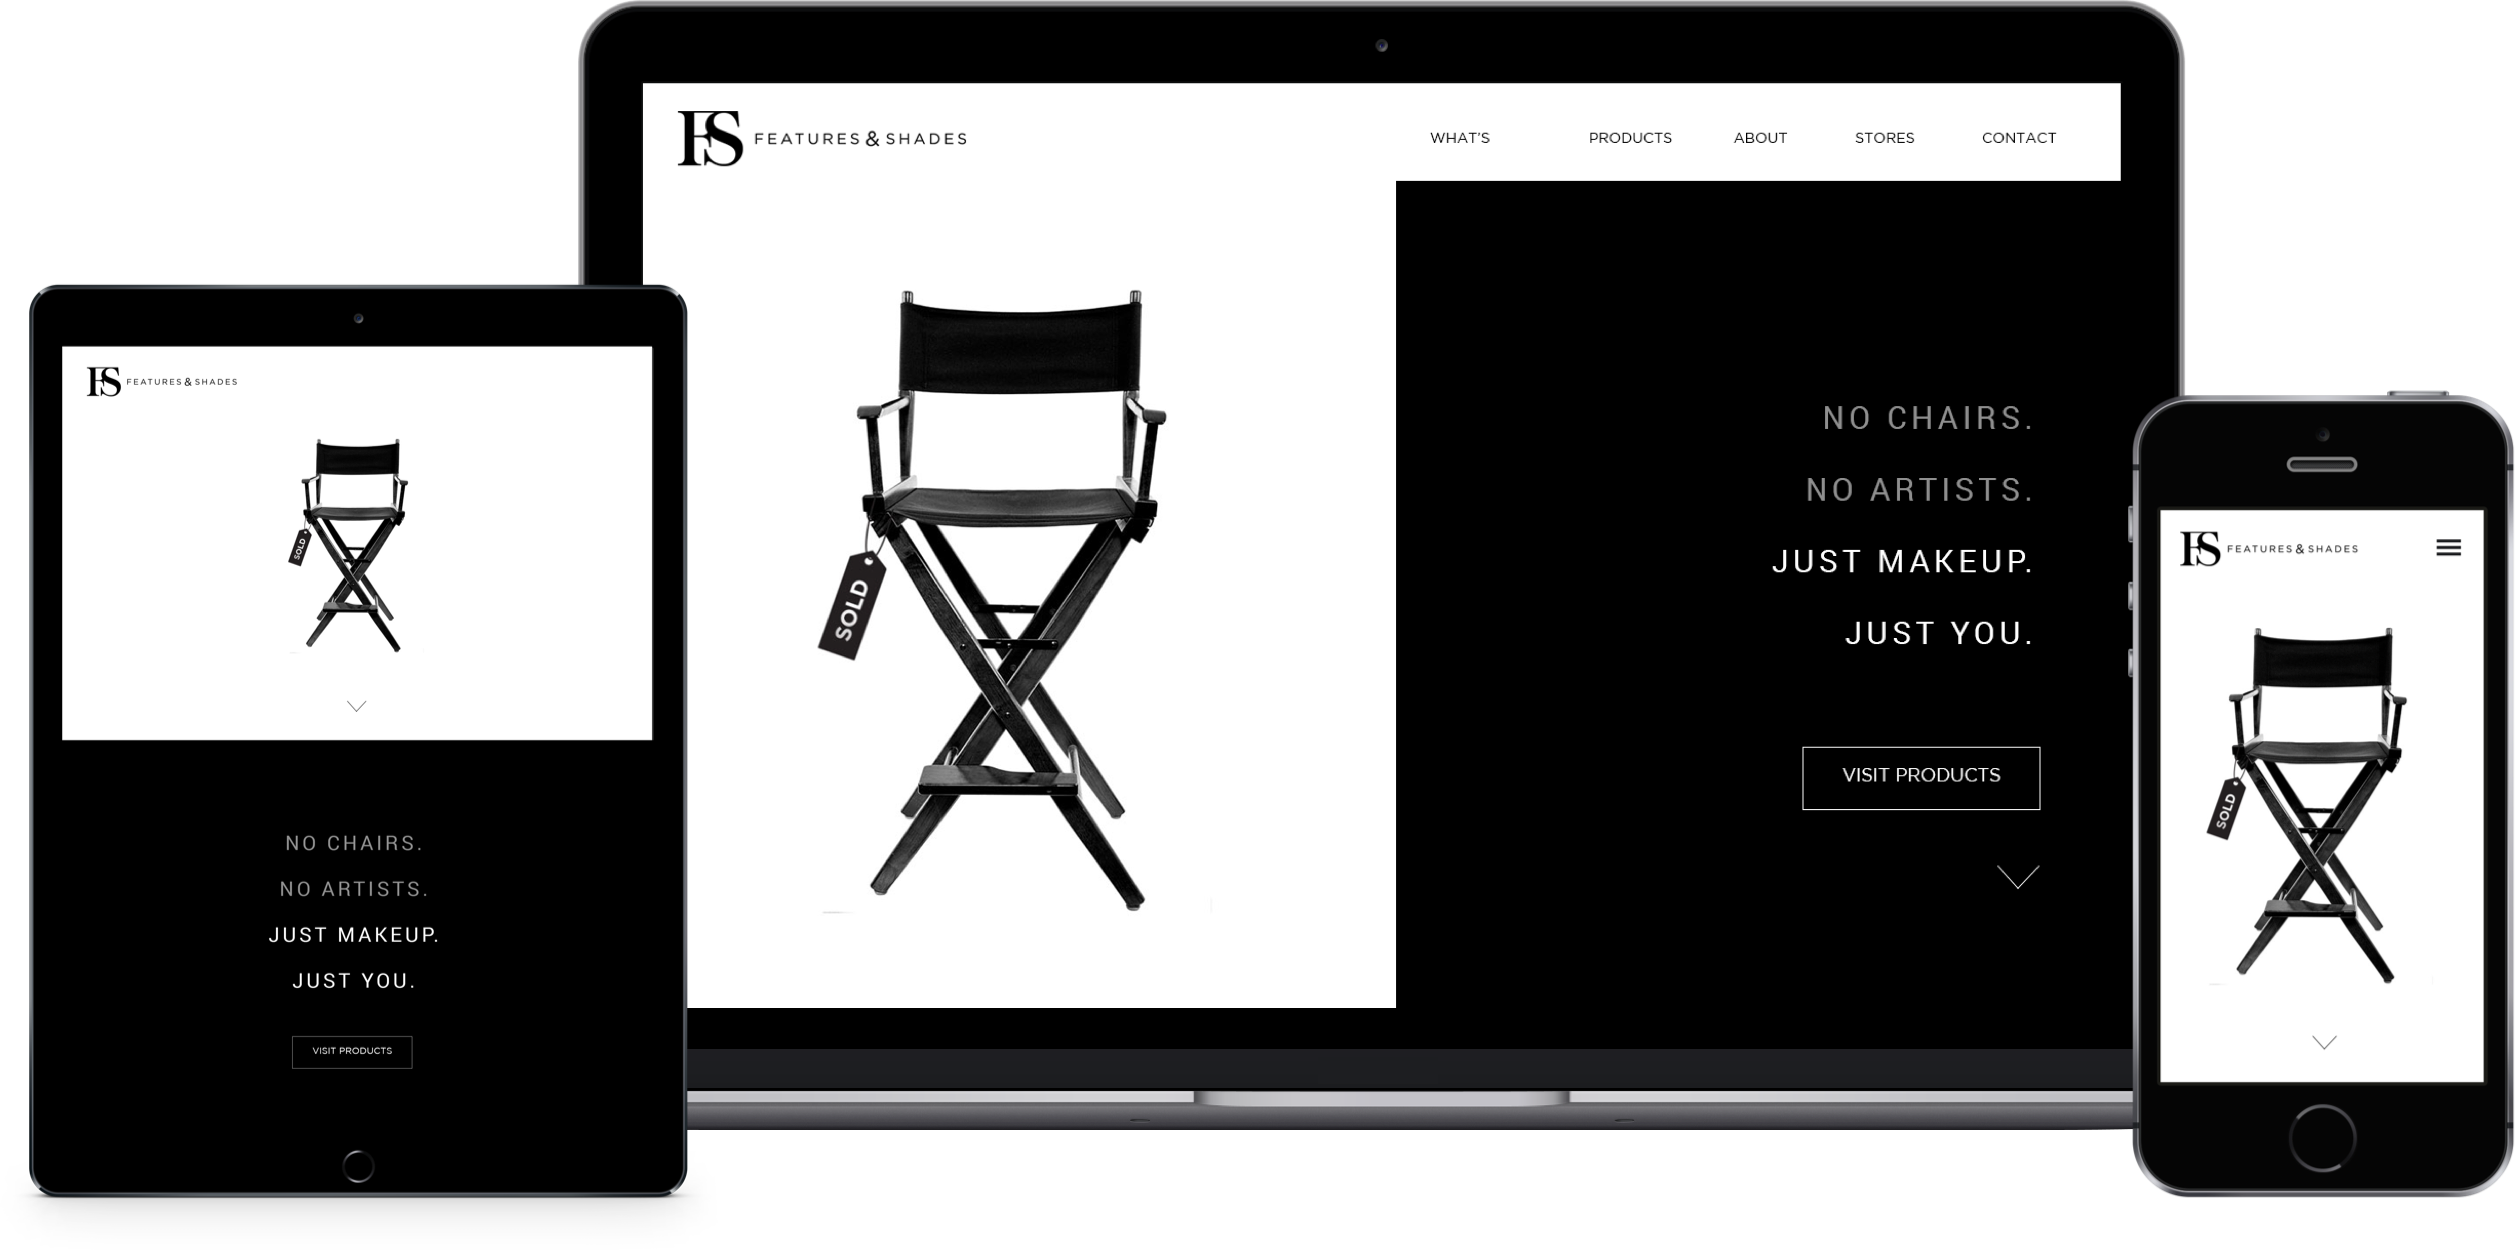 FS FEATURES & SHADES
WHAT'S PRODUCTS ABOUT STORES CONTACT
SOLD
NO CHAIRS.
NO ARTISTS.
JUST MAKEUP.
JUST YOU.
VISIT PRODUCTS
FS FEATURES & SHADES
SOLD
NO CHAIRS.
NO ARTISTS.
JUST MAKEUP.
JUST YOU.
VISIT PRODUCTS
FS FEATURES & SHADES
SOLD